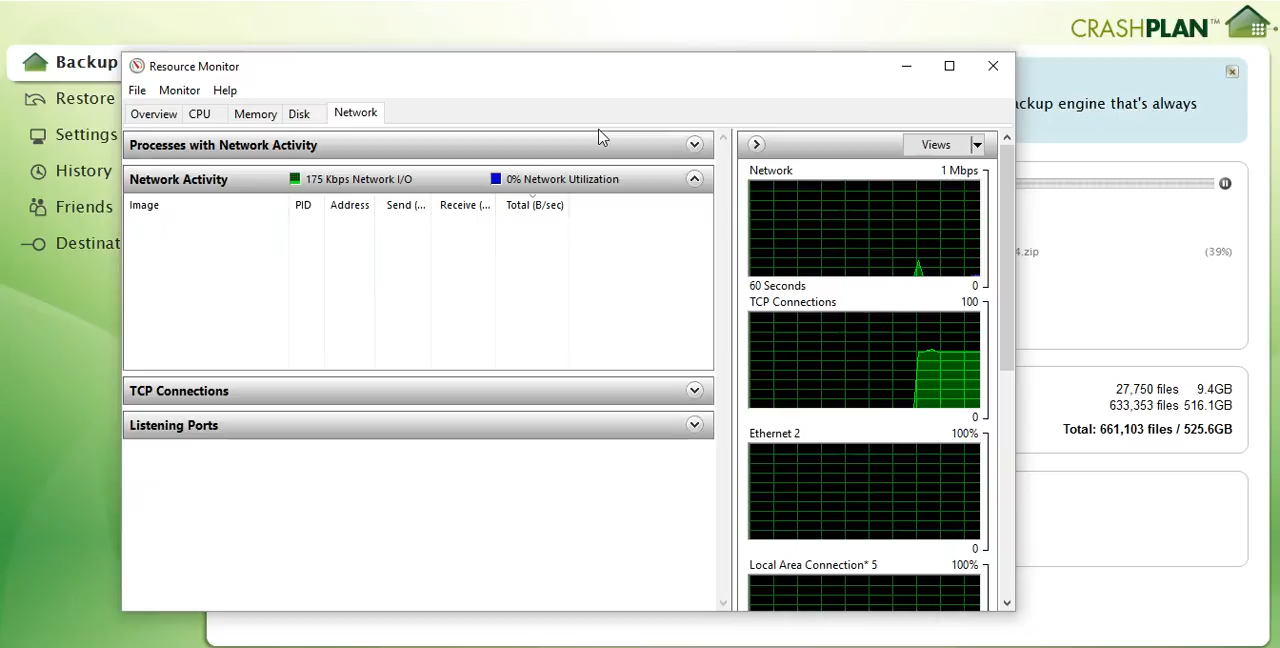 CRASHPLAN™
Backup
Restore
Settings
History
Friends
Destinat
Resource Monitor
File Monitor Help
Overview CPU Memory Disk Network
Processes with Network Activity
Network Activity 175 Kbps Network I/O 0% Network Utilization
Image PID Address Send (... Receive (... Total (B/sec)
TCP Connections
Listening Ports
Views
Network 1 Mbps
60 Seconds 0
TCP Connections 100
0
Ethernet 2 100%
0
Local Area Connection* 5 100%
ackup engine that's always
4.zip (39%)
27,750 files 9.4GB
633,353 files 516.1GB
Total: 661,103 files / 525.6GB